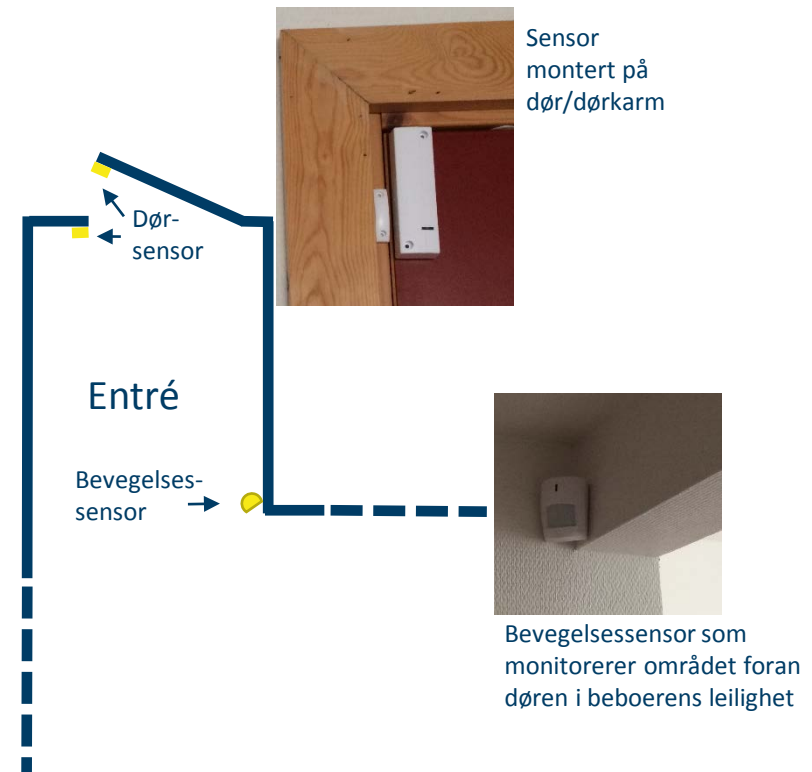 Sensor
montert på
dør/dørkarm
Dør-
sensor
Entré
Bevegelses-
sensor
Bevegelsessensor som
monitorerer området foran
døren i beboerens leilighet